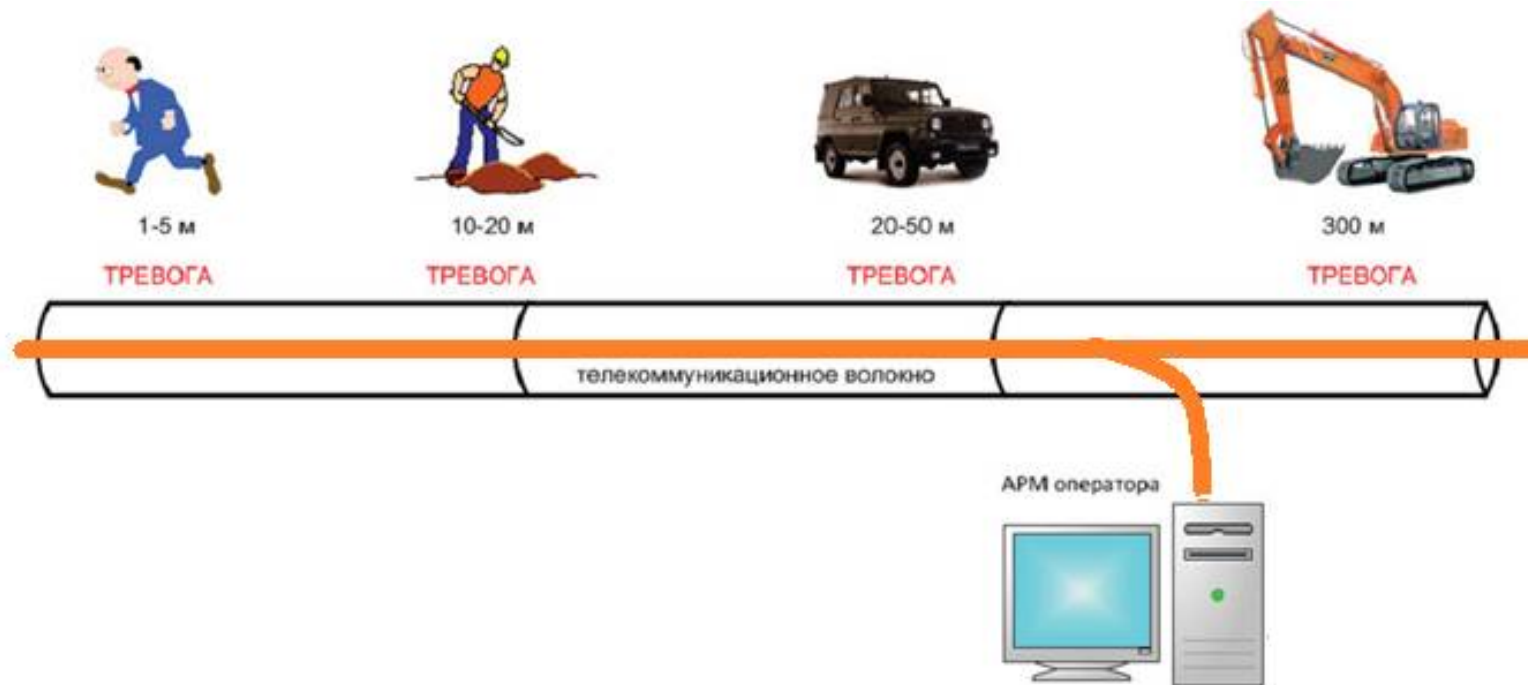 1-5 м
10-20 м
20-50 м
300 м
ТРЕВОГА
ТРЕВОГА
ТРЕВОГА
ТРЕВОГА
телекоммуникационное волокно
АРМ оператора